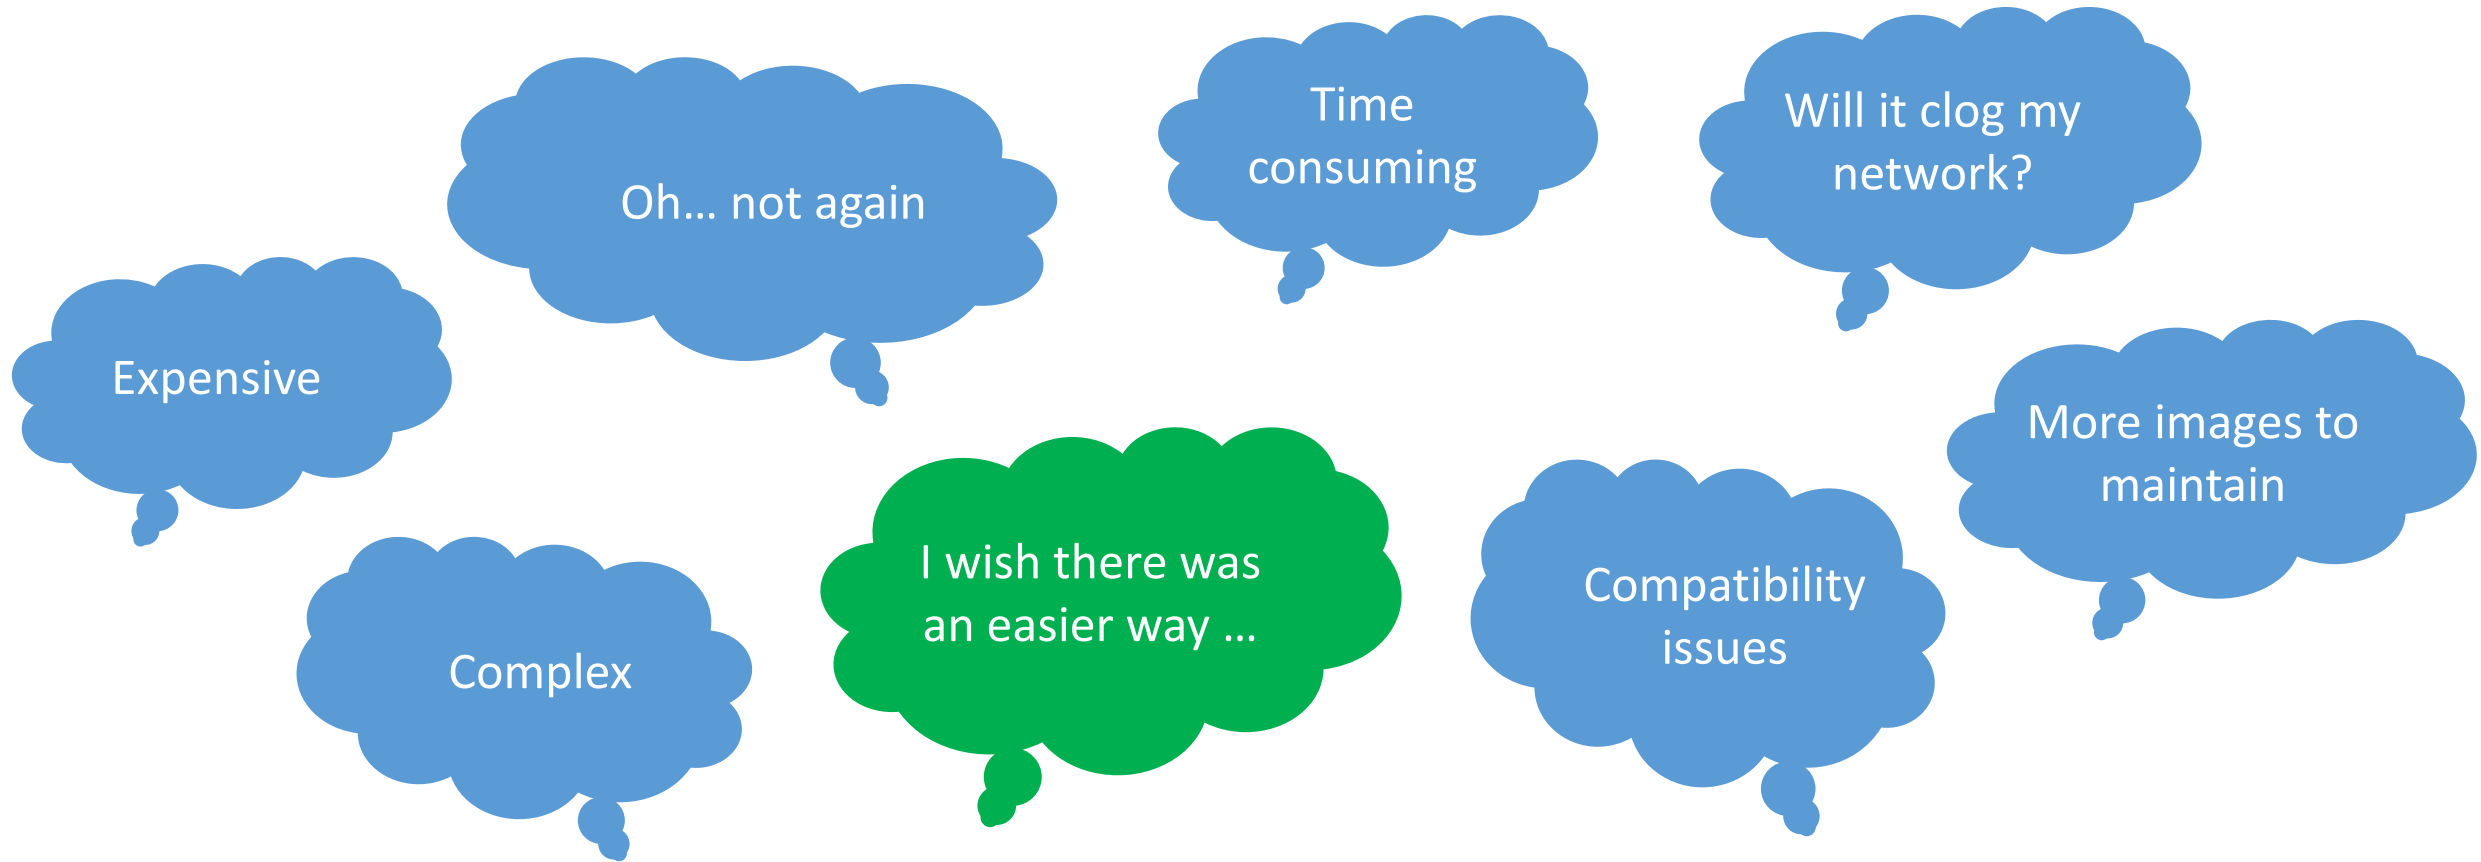 Time
consuming
Will it clog my
network?
Oh... not again
Expensive
More images to
maintain
I wish there was
an easier way ...
Compatibility
issues
Complex